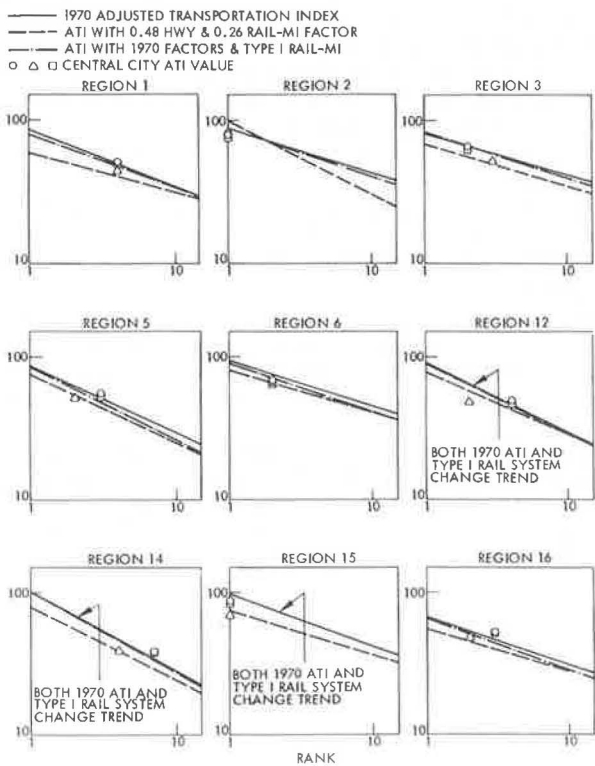 1970 ADJUSTED TRANSPORTATION INDEX
ATI WITH 0.48 HWY & 0.26 RAIL-MI FACTOR
ATI WITH 1970 FACTORS & TYPE I RAIL-MI
CENTRAL CITY ATI VALUE
REGION 1
REGION 2
REGION 3
100
100
100
10
10
10
1 10
1 10
1 10
REGION 5
REGION 6
REGION 12
100
100
100
BOTH 1970 ATI AND
TYPE I RAIL SYSTEM
CHANGE TREND
10
10
10
1 10
1 10
1 10
REGION 14
REGION 15
REGION 16
100
100
100
BOTH 1970 ATI AND
TYPE I RAIL SYSTEM
CHANGE TREND
BOTH 1970 ATI AND
TYPE I RAIL SYSTEM
CHANGE TREND
10
10
10
1 10
1 10
1 10
RANK